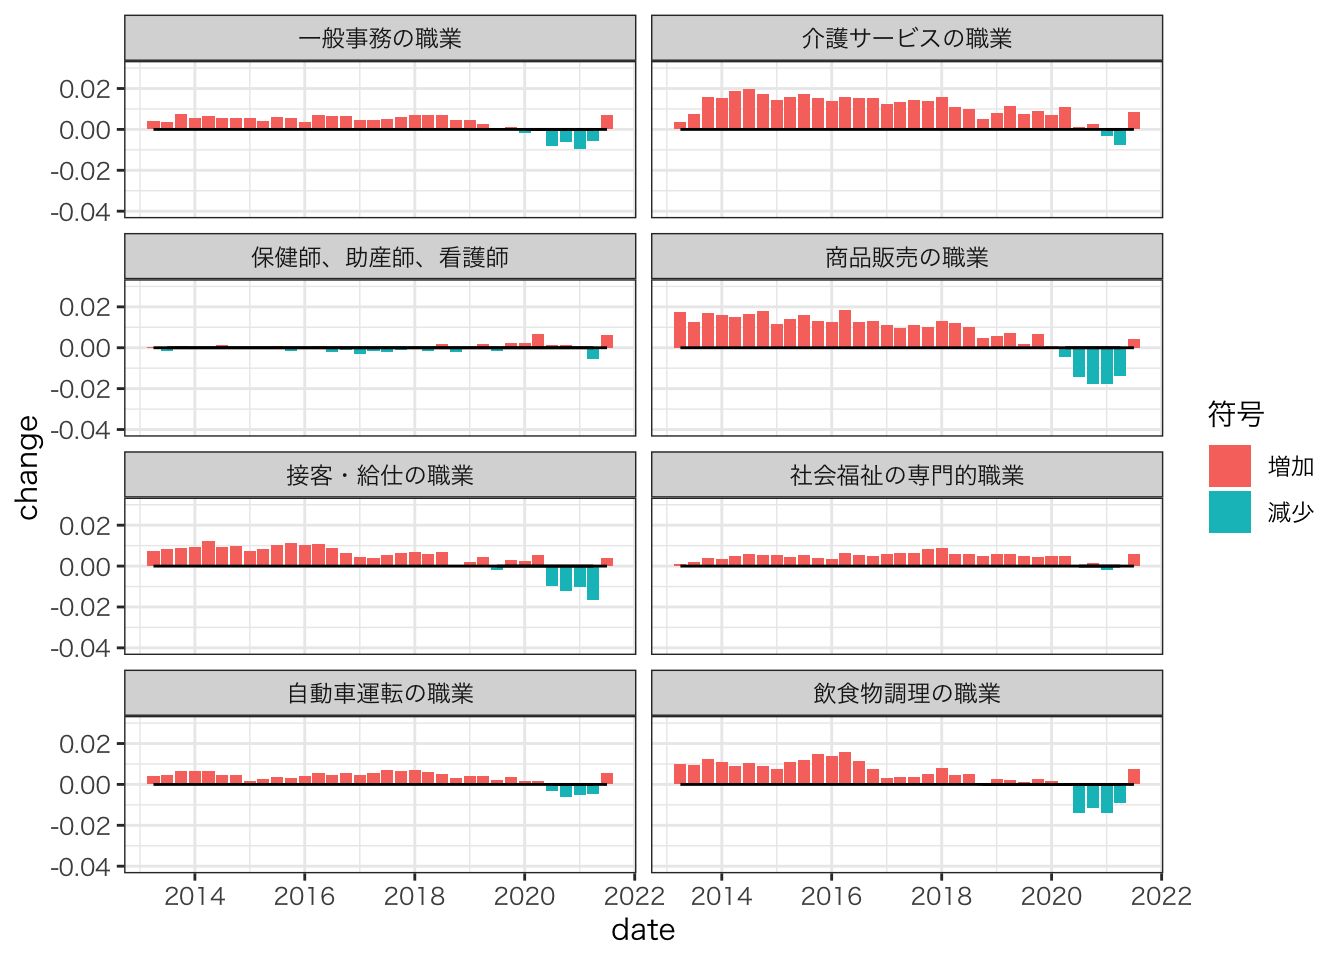 一般事務の職業
介護サービスの職業
0.02
0.00
-0.02
-0.04
保健師、助産師、看護師
商品販売の職業
0.02
0.00
-0.02
-0.04
接客・給仕の職業
社会福祉の専門的職業
0.02
0.00
-0.02
-0.04
自動車運転の職業
飲食物調理の職業
0.02
0.00
-0.02
-0.04
2014 2016 2018 2020 2022 2014 2016 2018 2020 2022
date
change
符号
増加
減少